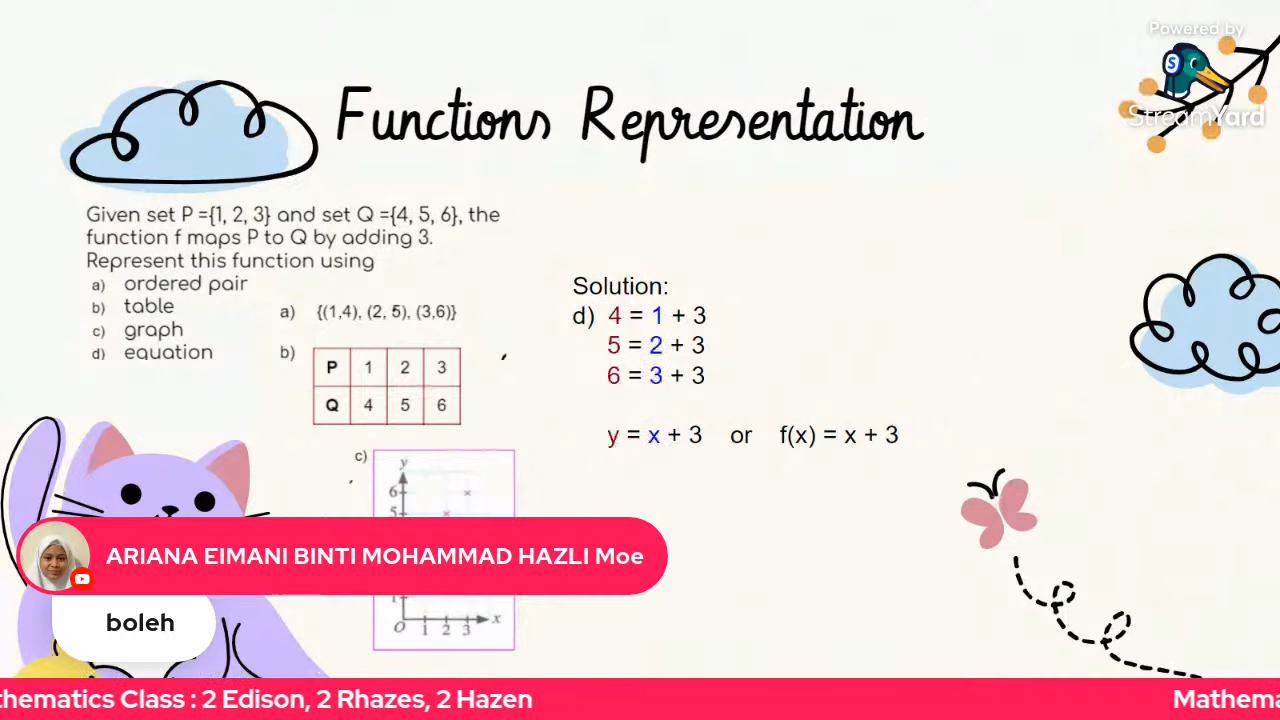 Powered by
StreamYard
Functions Representation
Given set P ={1, 2, 3} and set Q ={4, 5, 6}, the
function f maps P to Q by adding 3.
Represent this function using
a) ordered pair
b) table
c) graph
d) equation
a) {(1,4), (2, 5), (3,6)}
b)
P 1 2 3
Q 4 5 6
c)
y
6
5
1
O 1 2 3 x
Solution:
d) 4 = 1 + 3
5 = 2 + 3
6 = 3 + 3
y = x + 3 or f(x) = x + 3
ARIANA EIMANI BINTI MOHAMMAD HAZLI Moe
boleh
thematics Class : 2 Edison, 2 Rhazes, 2 Hazen
Mathema